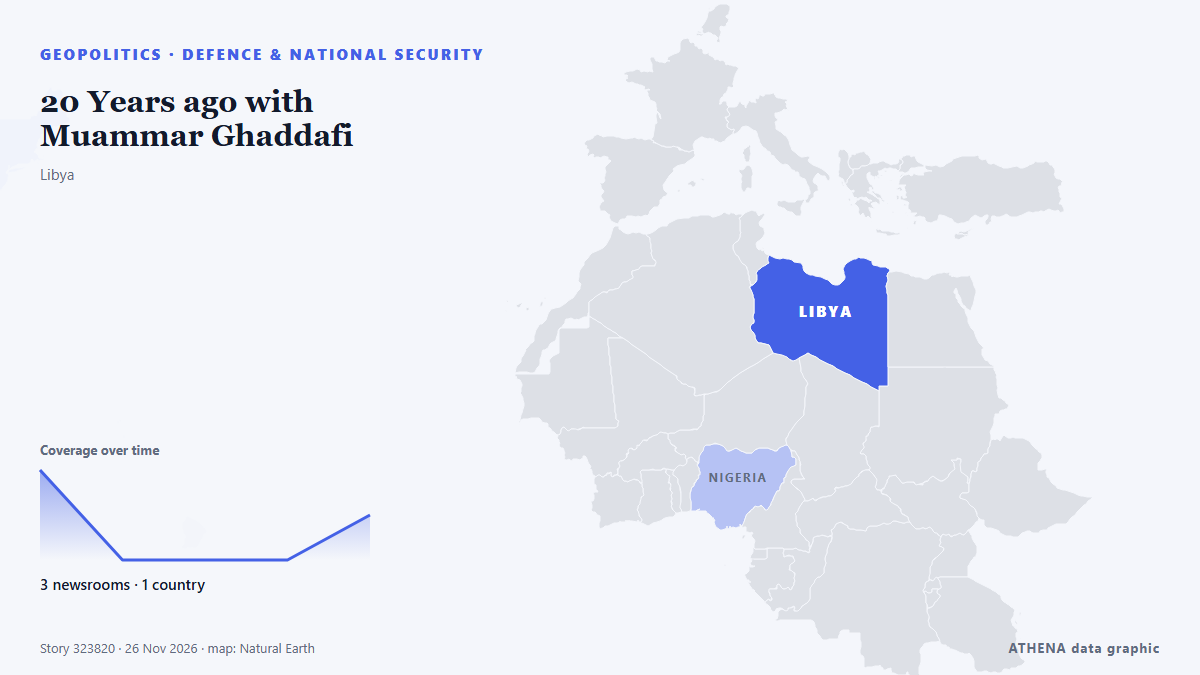 GEOPOLITICS · DEFENCE & NATIONAL SECURITY
20 Years ago with
Muammar Ghaddafi
Libya
LIBYA
NIGERIA
Coverage over time
3 newsrooms · 1 country
Story 323820 · 26 Nov 2026 · map: Natural Earth
ATHENA data graphic